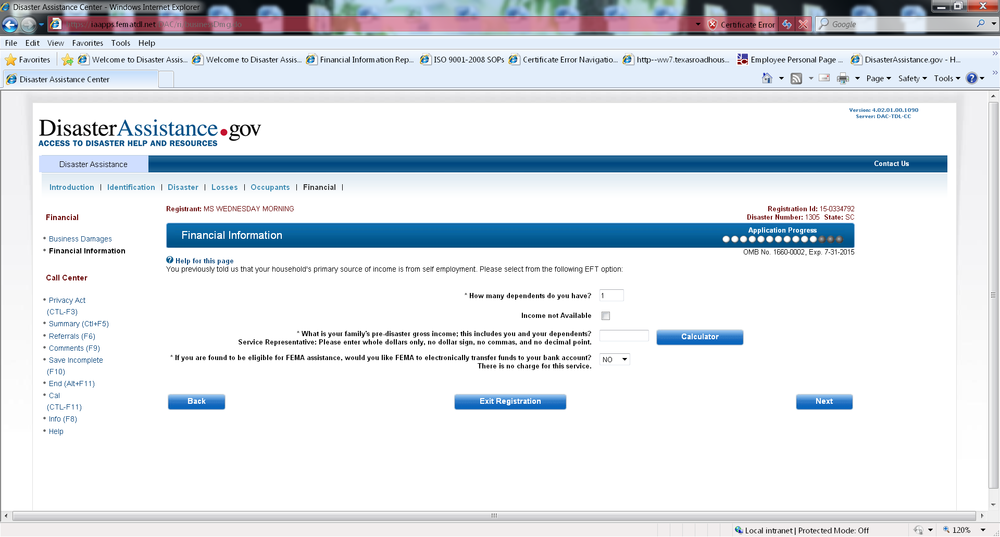 Disaster Assistance Center - Windows Internet Explorer
https://iaapps.fematdl.net/DAC/ri/businessDmg.do
Certificate Error
Google
File Edit View Favorites Tools Help
Favorites
Welcome to Disaster Assis...
Welcome to Disaster Assis...
Financial Information Rep...
ISO 9001-2008 SOPs
Certificate Error Navigatio...
http--ww7.texasroadhous...
Employee Personal Page ...
DisasterAssistance.gov - H...
Disaster Assistance Center
Page Safety Tools
Version: 4.02.01.00.1090
Server: DAC-TDL-CC
DisasterAssistance.gov
ACCESS TO DISASTER HELP AND RESOURCES
Disaster Assistance
Contact Us
Introduction | Identification | Disaster | Losses | Occupants | Financial |
Financial
• Business Damages
• Financial Information
Call Center
• Privacy Act
(CTL-F3)
• Summary (Ctl+F5)
• Referrals (F6)
• Comments (F9)
• Save Incomplete
(F10)
• End (Alt+F11)
• Cal
(CTL-F11)
• Info (F8)
• Help
Registrant: MS WEDNESDAY MORNING
Registration Id: 15-0334792
Disaster Number: 1305 State: SC
Financial Information
Application Progress
OMB No. 1660-0002, Exp. 7-31-2015
? Help for this page
You previously told us that your household's primary source of income is from self employment. Please select from the following EFT option:
* How many dependents do you have? 1
Income not Available
* What is your family's pre-disaster gross income; this includes you and your dependents?
Service Representative: Please enter whole dollars only, no dollar sign, no commas, and no decimal point.
Calculator
* If you are found to be eligible for FEMA assistance, would you like FEMA to electronically transfer funds to your bank account?
There is no charge for this service.
NO
Back
Exit Registration
Next
Local intranet | Protected Mode: Off
120%